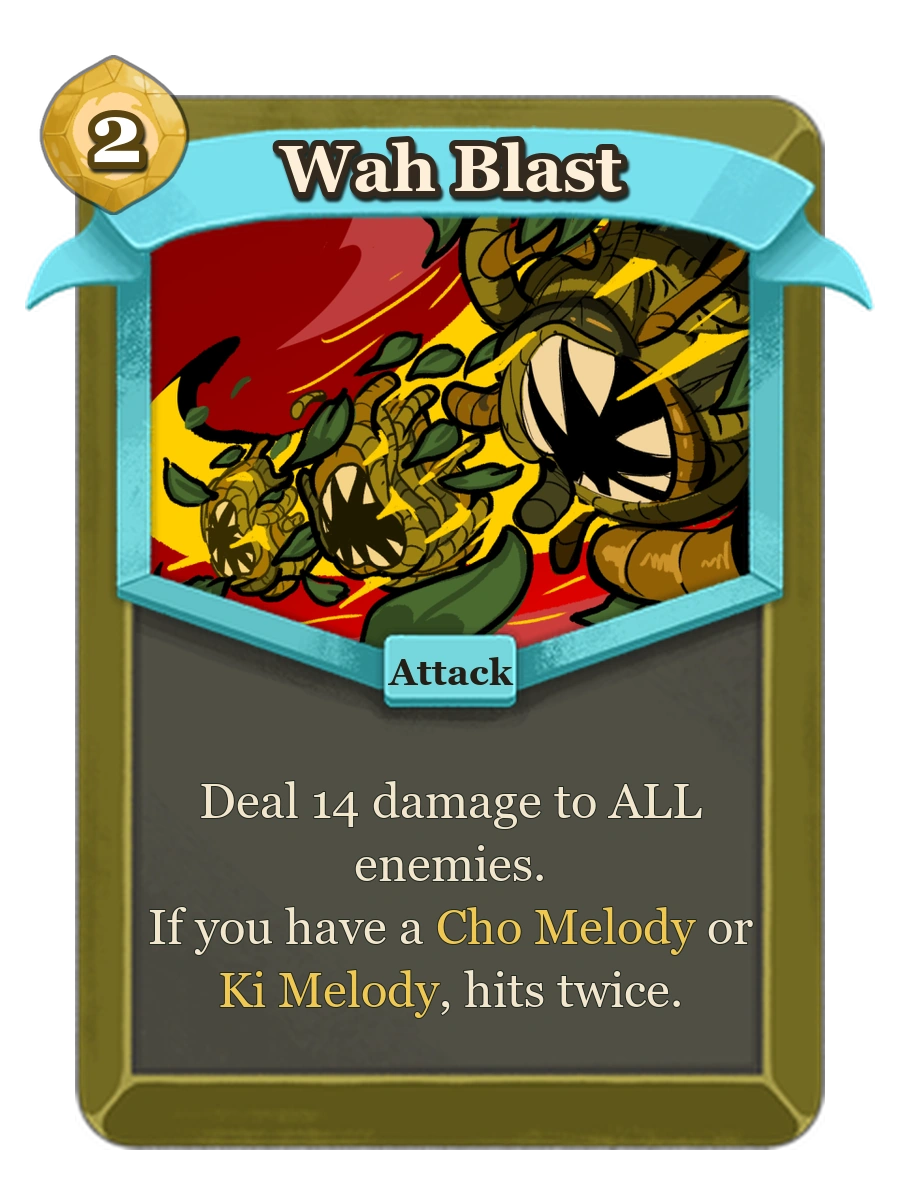 2
Wah Blast
Attack
Deal 14 damage to ALL
enemies.
If you have a Cho Melody or
Ki Melody, hits twice.